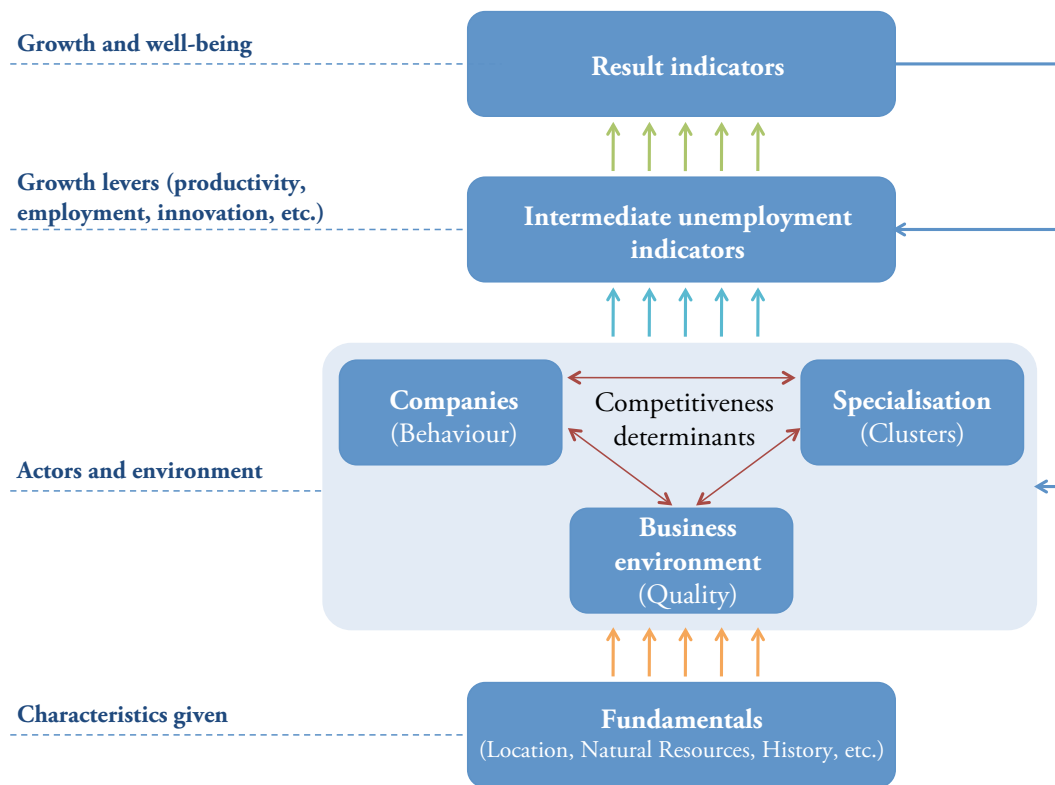 Growth and well-being
Result indicators
Growth levers (productivity,
employment, innovation, etc.)
Intermediate unemployment
indicators
Companies
(Behaviour)
Competitiveness
determinants
Specialisation
(Clusters)
Actors and environment
Business
environment
(Quality)
Characteristics given
Fundamentals
(Location, Natural Resources, History, etc.)